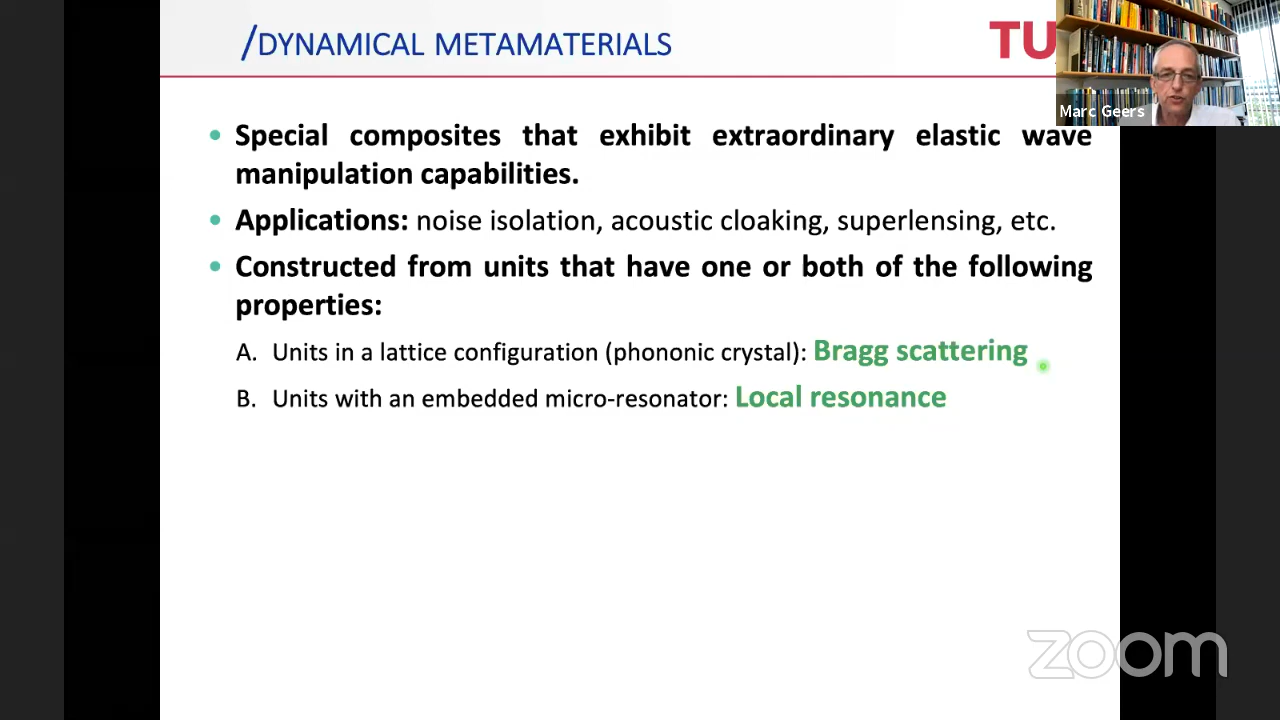 /DYNAMICAL METAMATERIALS
TU
Marc Geers
• Special composites that exhibit extraordinary elastic wave
manipulation capabilities.
• Applications: noise isolation, acoustic cloaking, superlensing, etc.
• Constructed from units that have one or both of the following
properties:
A. Units in a lattice configuration (phononic crystal): Bragg scattering
B. Units with an embedded micro-resonator: Local resonance
zoom